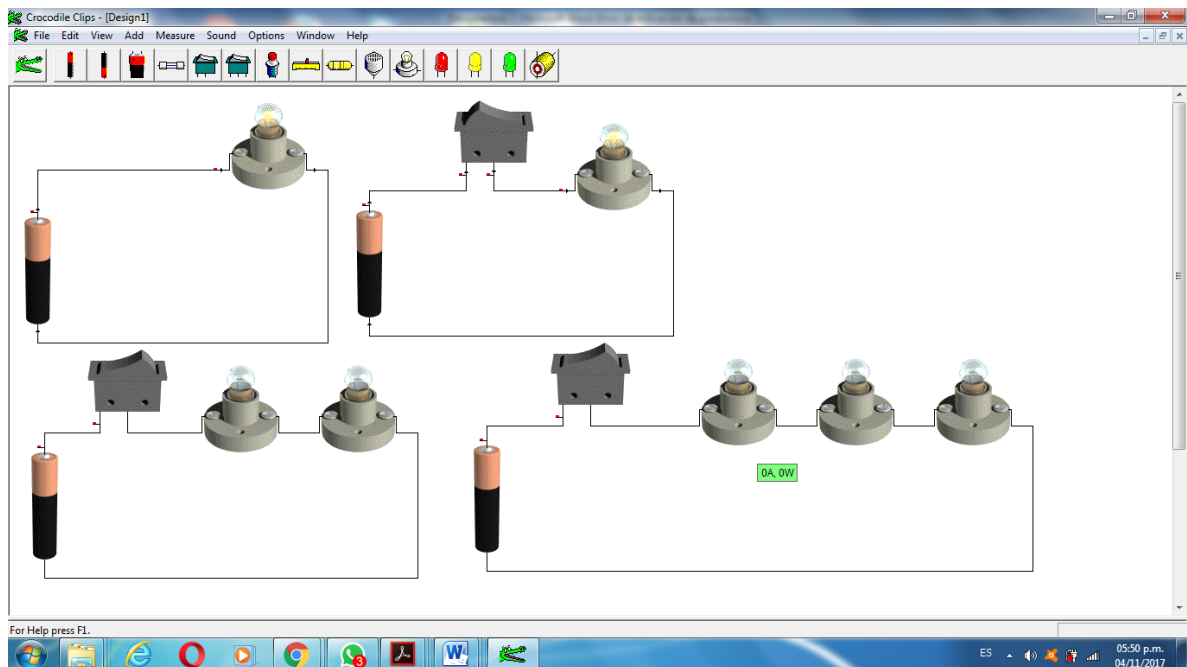 Crocodile Clips - [Design1]
File Edit View Add Measure Sound Options Window Help
0A, 0W
For Help press F1.
3
W
ES
05:50 p.m.
04/11/2017